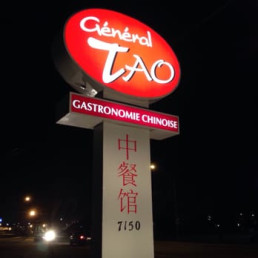 Général
TAO
GASTRONOMIE CHINOISE
中
餐
馆
7150